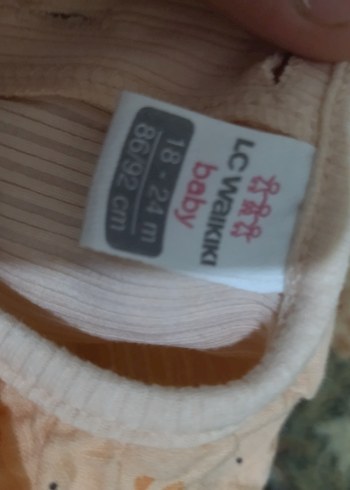 LC WAIKIKI
baby
18 - 24 m
86/92 cm